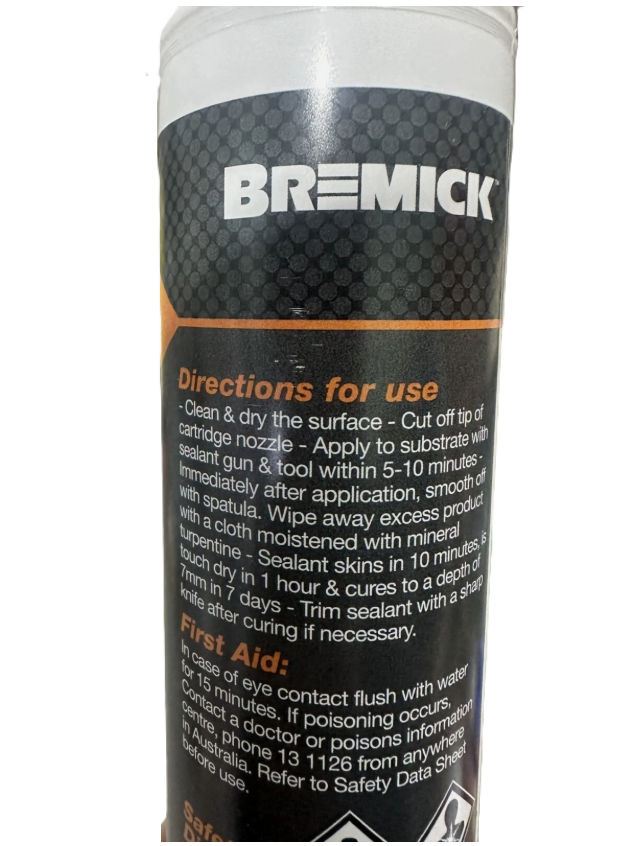 BREMICK
Directions for use
- Clean & dry the surface - Cut off tip of
cartridge nozzle - Apply to substrate with
sealant gun & tool within 5-10 minutes -
Immediately after application, smooth off
with spatula. Wipe away excess product
with a cloth moistened with mineral
turpentine - Sealant skins in 10 minutes, is
touch dry in 1 hour & cures to a depth of
7mm in 7 days - Trim sealant with a sharp
knife after curing if necessary.
First Aid:
In case of eye contact flush with water
for 15 minutes. If poisoning occurs,
Contact a doctor or poisons information
centre, phone 13 1126 from anywhere
in Australia. Refer to Safety Data Sheet
before use.